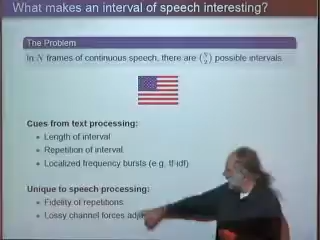 What makes an interval of speech interesting?
The Problem
In N frames of continuous speech, there are (N 2) possible intervals
Cues from text processing:
Length of interval
Repetition of interval
Localized frequency bursts (e.g. tf-idf)
Unique to speech processing:
Fidelity of repetitions
Lossy channel forces